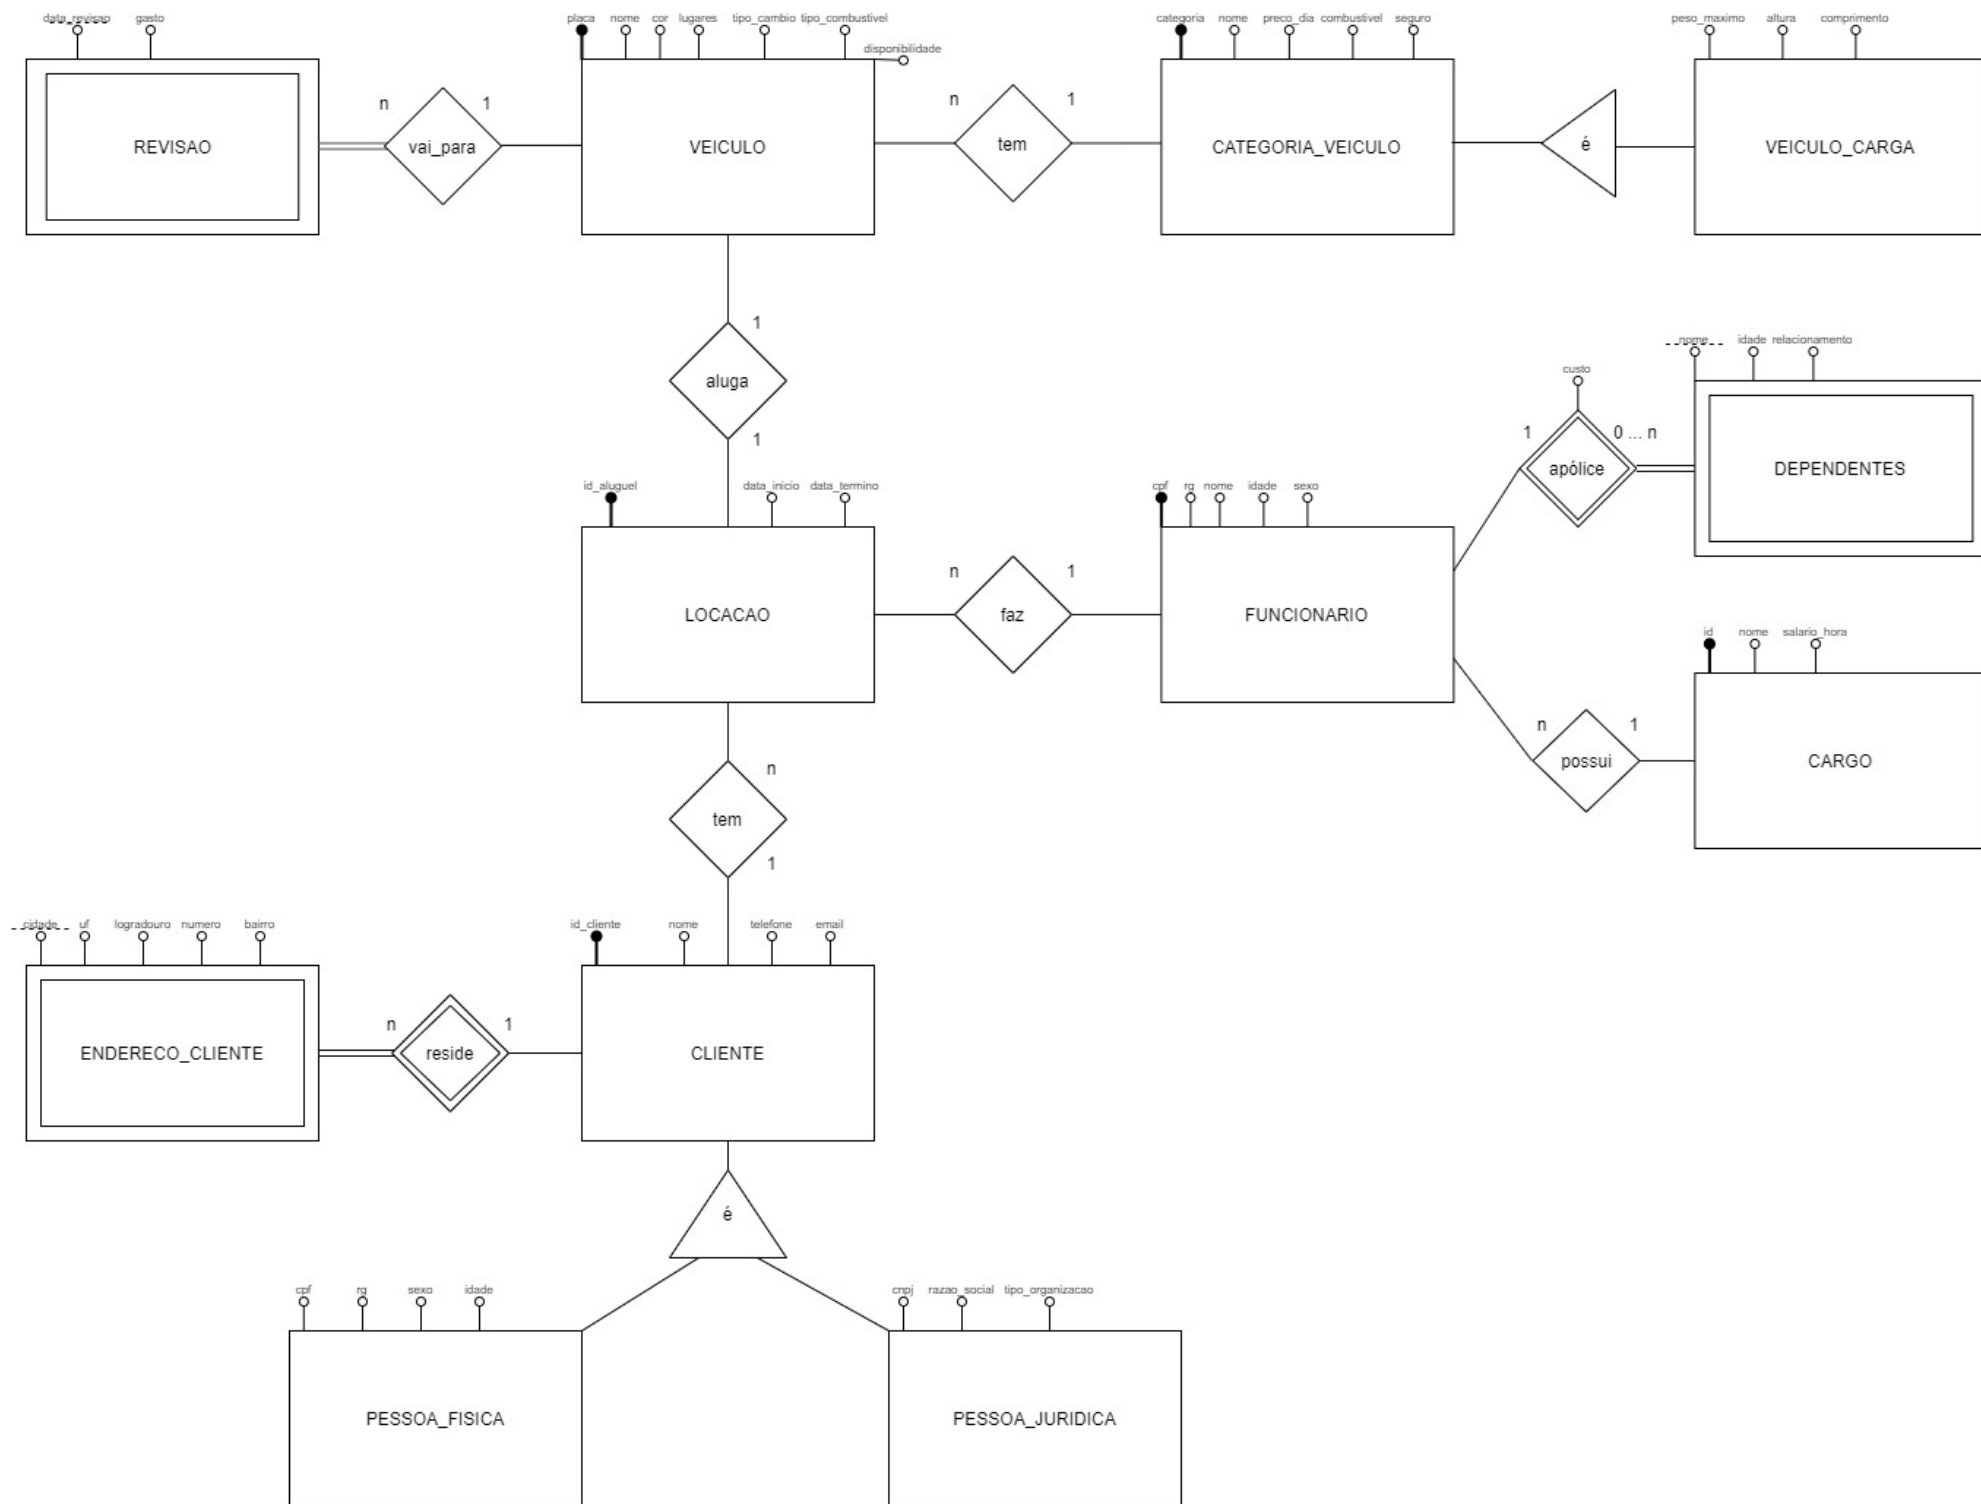 data_revisao gasto
placa nome cor lugares tipo_cambio tipo_combustivel
disponibilidade
categoria nome preco_dia combustivel seguro
peso_maximo altura comprimento
REVISAO
n
vai_para
1
VEICULO
n
tem
1
CATEGORIA_VEICULO
é
VEICULO_CARGA
1
aluga
1
nome idade relacionamento
custo
1
apólice
0 ... n
DEPENDENTES
id_aluguel data_inicio data_termino
cpf rg nome idade sexo
LOCACAO
n
faz
1
FUNCIONARIO
id nome salario_hora
n
possui
1
CARGO
n
tem
1
cidade uf logradouro numero bairro
id_cliente nome telefone email
ENDERECO_CLIENTE
n
reside
1
CLIENTE
é
cpf rg sexo idade
cnpj razao_social tipo_organizacao
PESSOA_FISICA
PESSOA_JURIDICA